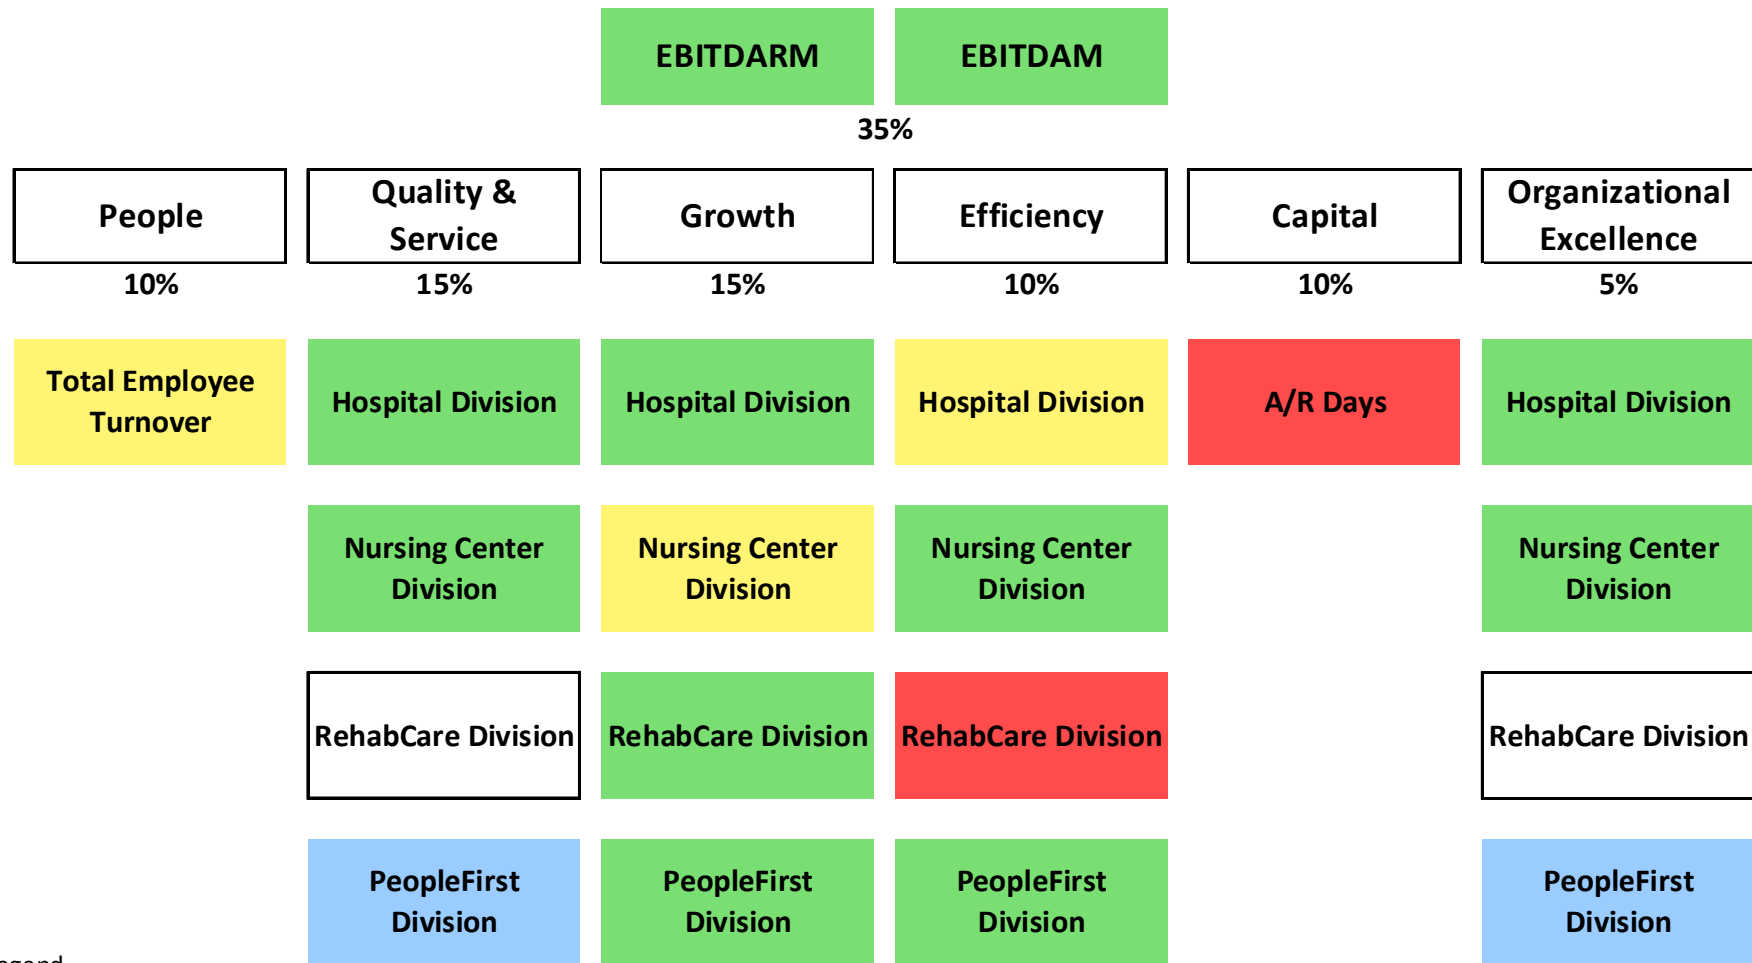 EBITDARM EBITDAM
35%
People
Quality &
Service
Growth
Efficiency
Capital
Organizational
Excellence
10% 15% 15% 10% 10% 5%
Total Employee
Turnover
Hospital Division
Hospital Division
Hospital Division
A/R Days
Hospital Division
Nursing Center
Division
Nursing Center
Division
Nursing Center
Division
Nursing Center
Division
RehabCare Division
RehabCare Division
RehabCare Division
RehabCare Division
PeopleFirst
Division
PeopleFirst
Division
PeopleFirst
Division
PeopleFirst
Division